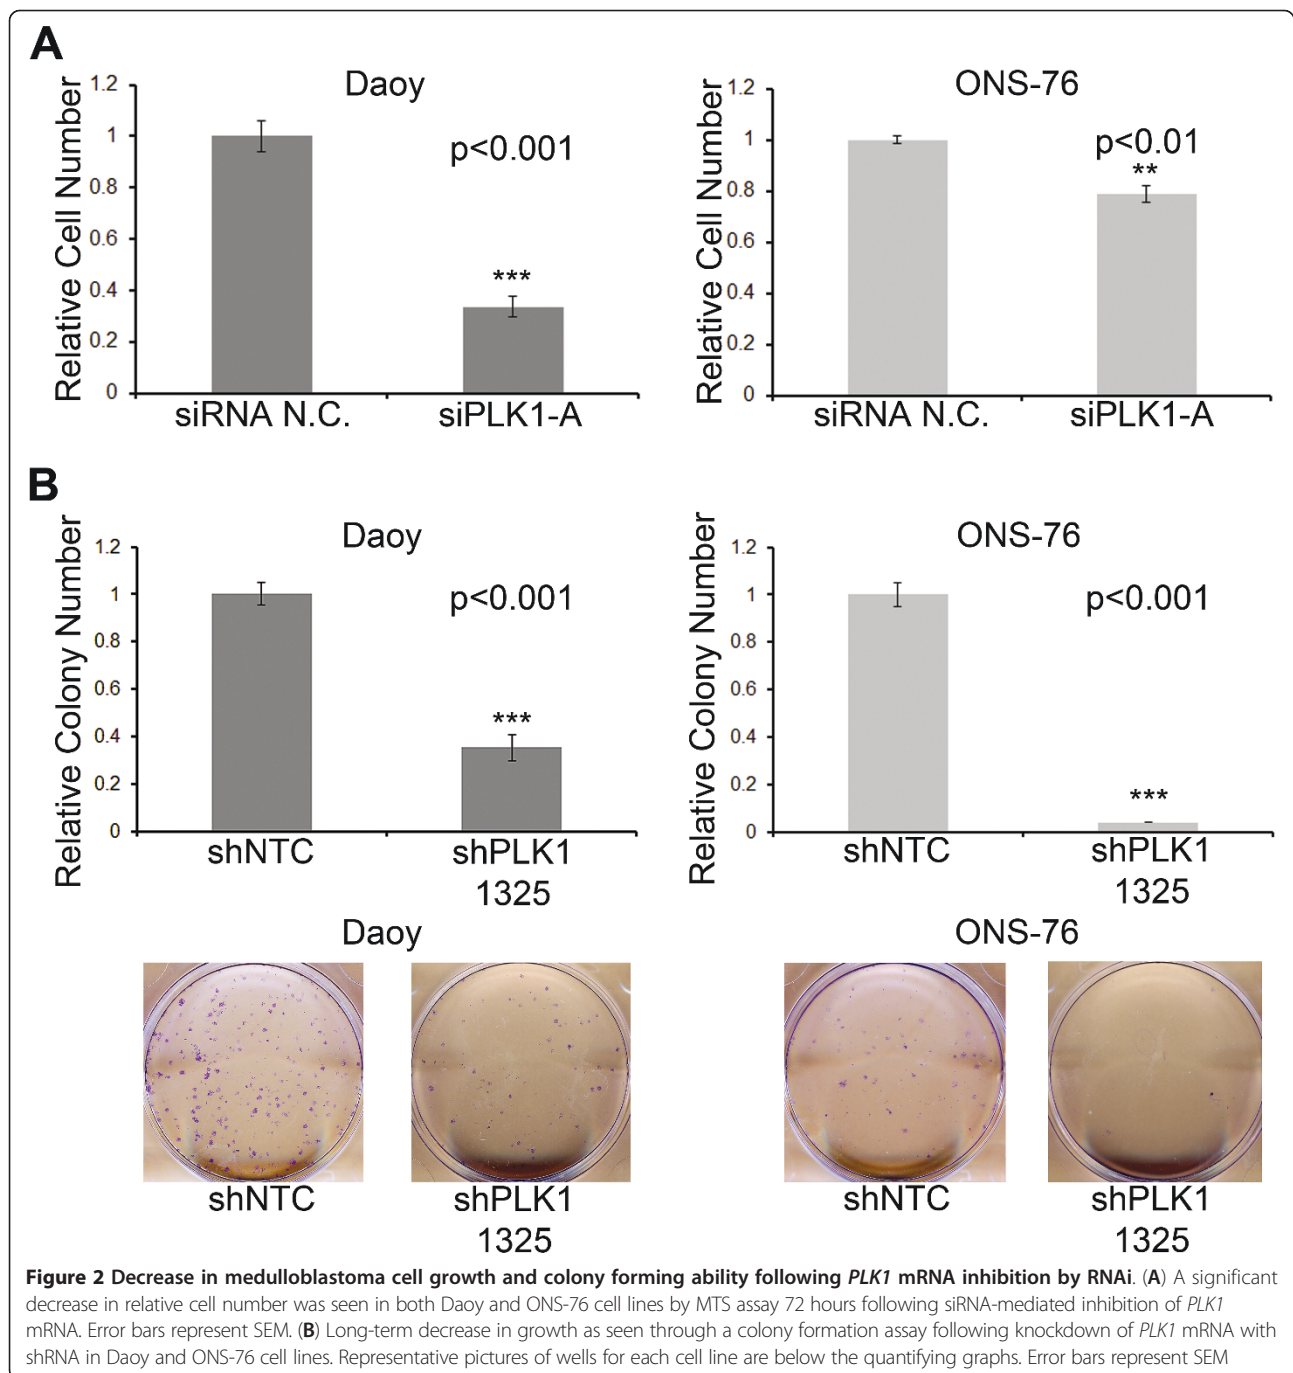 A
Daoy
Relative Cell Number
1.2
1
0.8
0.6
0.4
0.2
0
p<0.001
***
siRNA N.C.
siPLK1-A
ONS-76
Relative Cell Number
1.2
1
0.8
0.6
0.4
0.2
0
p<0.01
**
siRNA N.C.
siPLK1-A
B
Daoy
Relative Colony Number
1.2
1
0.8
0.6
0.4
0.2
0
p<0.001
***
shNTC
shPLK1
1325
ONS-76
Relative Colony Number
1.2
1
0.8
0.6
0.4
0.2
0
p<0.001
***
shNTC
shPLK1
1325
Daoy
shNTC
shPLK1
1325
ONS-76
shNTC
shPLK1
1325
Figure 2 Decrease in medulloblastoma cell growth and colony forming ability following PLK1 mRNA inhibition by RNAi. (A) A significant
decrease in relative cell number was seen in both Daoy and ONS-76 cell lines by MTS assay 72 hours following siRNA-mediated inhibition of PLK1
mRNA. Error bars represent SEM. (B) Long-term decrease in growth as seen through a colony formation assay following knockdown of PLK1 mRNA with
shRNA in Daoy and ONS-76 cell lines. Representative pictures of wells for each cell line are below the quantifying graphs. Error bars represent SEM